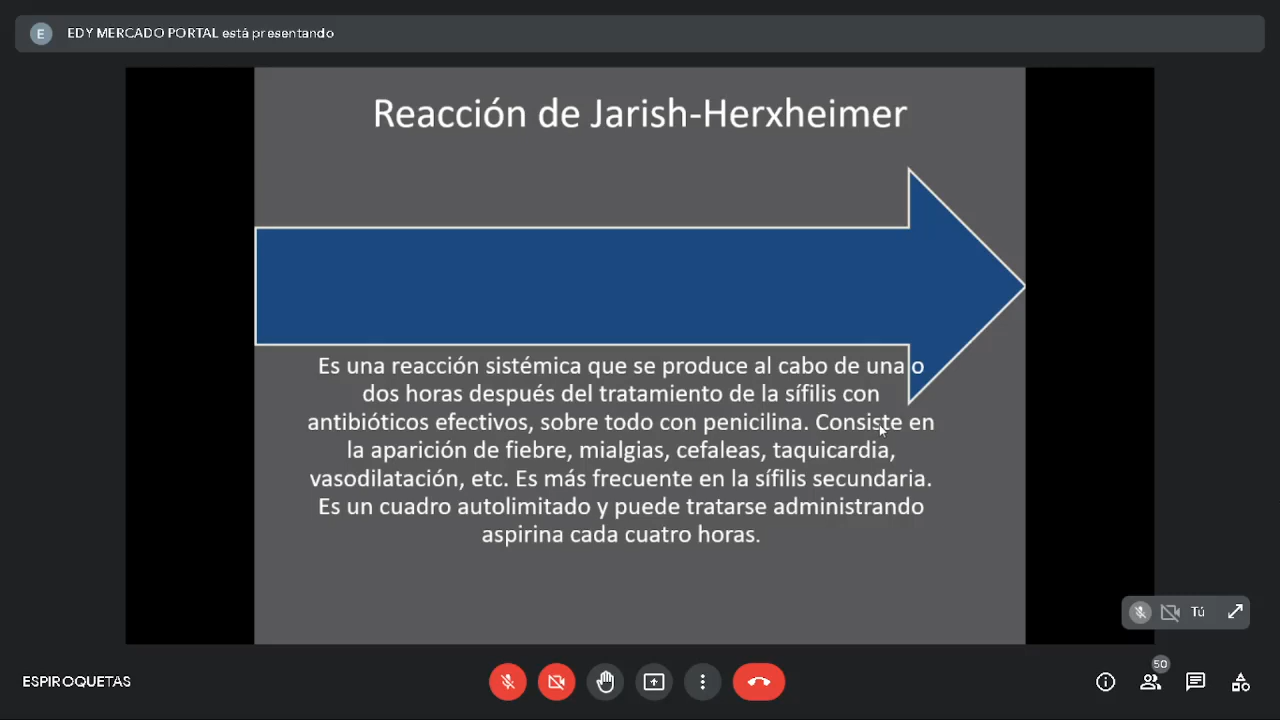 E
EDY MERCADO PORTAL está presentando
Reacción de Jarish-Herxheimer
Es una reacción sistémica que se produce al cabo de una o
dos horas después del tratamiento de la sífilis con
antibióticos efectivos, sobre todo con penicilina. Consiste en
la aparición de fiebre, mialgias, cefaleas, taquicardia,
vasodilatación, etc. Es más frecuente en la sífilis secundaria.
Es un cuadro autolimitado y puede tratarse administrando
aspirina cada cuatro horas.
Tú
ESPIROQUETAS
50